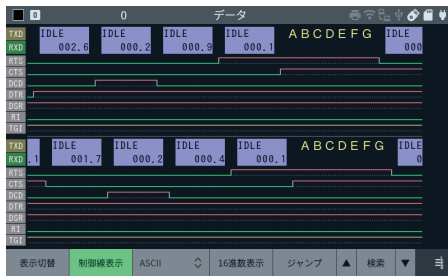 D 0 データ
TXD IDLE IDLE IDLE IDLE ABCDEFG IDLE
RXD 002.6 000.2 000.9 000.1 000
RTS
CTS
DCD
DTR
DSR
RI
TGI
TXD IDLE IDLE IDLE IDLE ABCDEFG IDLE
RXD .1 001.7 000.2 000.4 000.1 0
RTS
CTS
DCD
DTR
DSR
RI
TGI
表示切替 制御線表示 ASCII 16進数表示 ジャンプ ▲ 検索 ▼